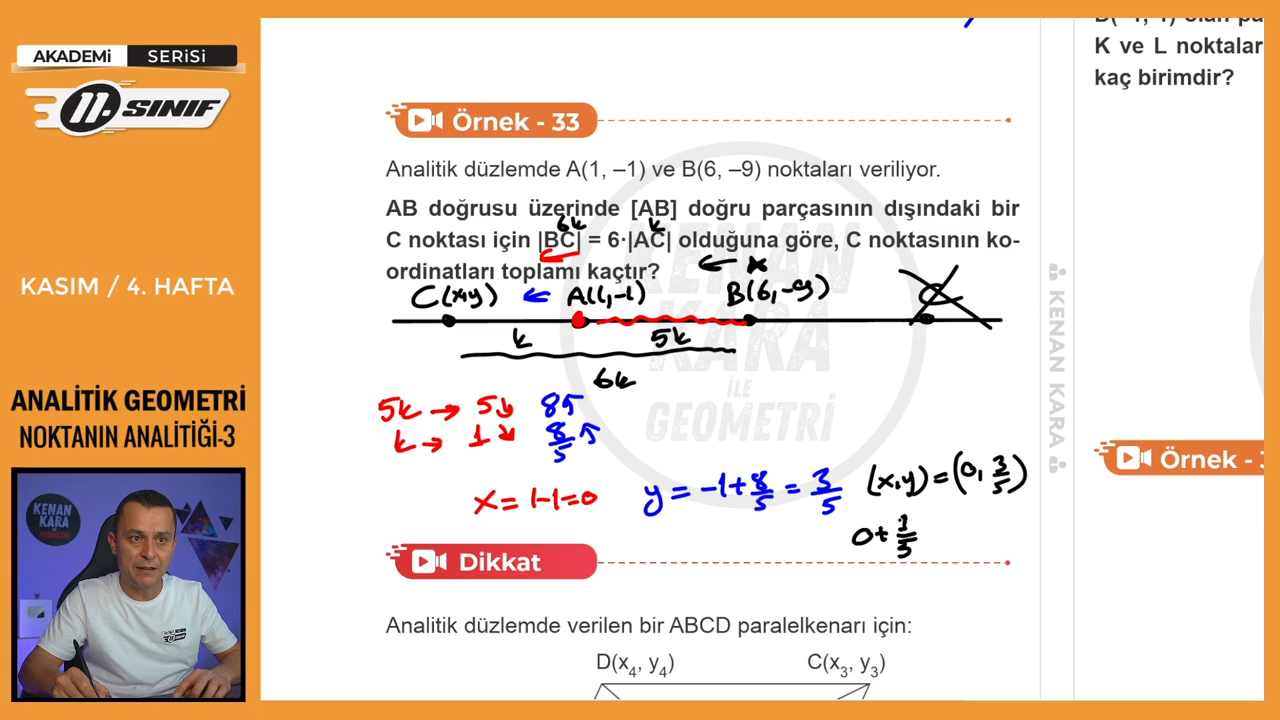 AKADEMİ SERİSİ
11. SINIF
KASIM / 4. HAFTA
ANALİTİK GEOMETRİ
NOKTANIN ANALİTİĞİ-3
KENAN
KARA
Örnek - 33
Analitik düzlemde A(1, –1) ve B(6, –9) noktaları veriliyor.
AB doğrusu üzerinde [AB] doğru parçasının dışındaki bir
6k k
C noktası için |BC| = 6·|AC| olduğuna göre, C noktasının ko-
ordinatları toplamı kaçtır?
C(x,y) A(1,-1) B(6,-9) C
k 5k
6k
5k → 5↓ 8↑
k → 1↓ 8/5↑
x = 1-1=0 y = -1+8/5 = 3/5 (x,y)=(0, 3/5)
0+3/5
KENAN
KARA
İLE
GEOMETRİ
Dikkat
Analitik düzlemde verilen bir ABCD paralelkenarı için:
D(x4, y4) C(x3, y3)
K ve L noktalar
kaç birimdir?
KENAN KARA
Örnek - 3